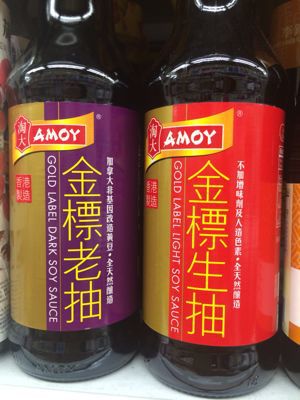 淘大
AMOY
®
香港製造
金標老抽
GOLD LABEL DARK SOY SAUCE
加拿大非基因改造黃豆·全天然釀造
淘大
AMOY
®
香港製造
金標生抽
GOLD LABEL LIGHT SOY SAUCE
不加增味劑及人造色素·全天然釀造